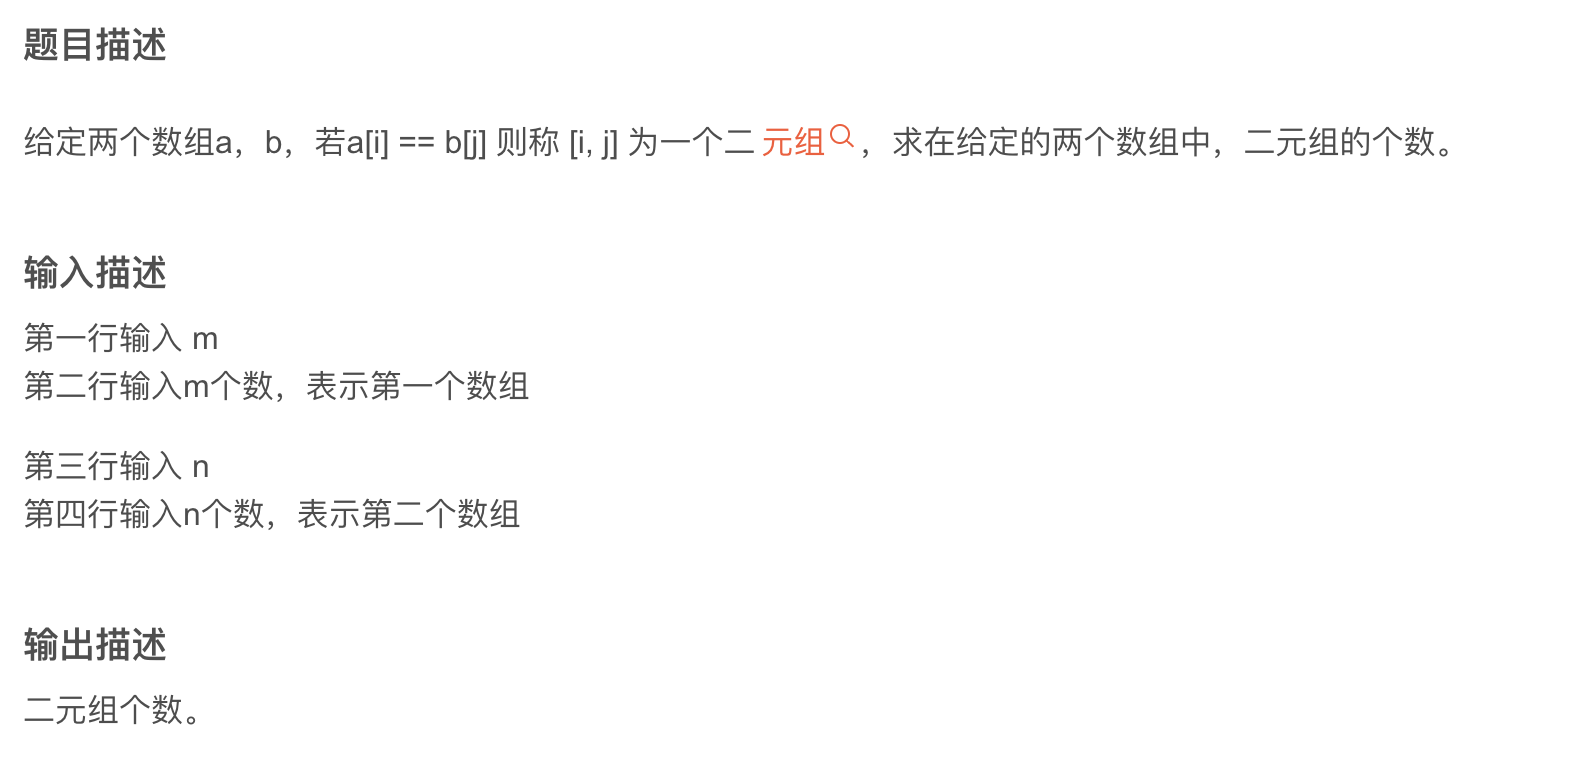 题目描述
给定两个数组a，b，若a[i] == b[j] 则称 [i, j] 为一个二元组，求在给定的两个数组中，二元组的个数。
输入描述
第一行输入 m
第二行输入m个数，表示第一个数组
第三行输入 n
第四行输入n个数，表示第二个数组
输出描述
二元组个数。